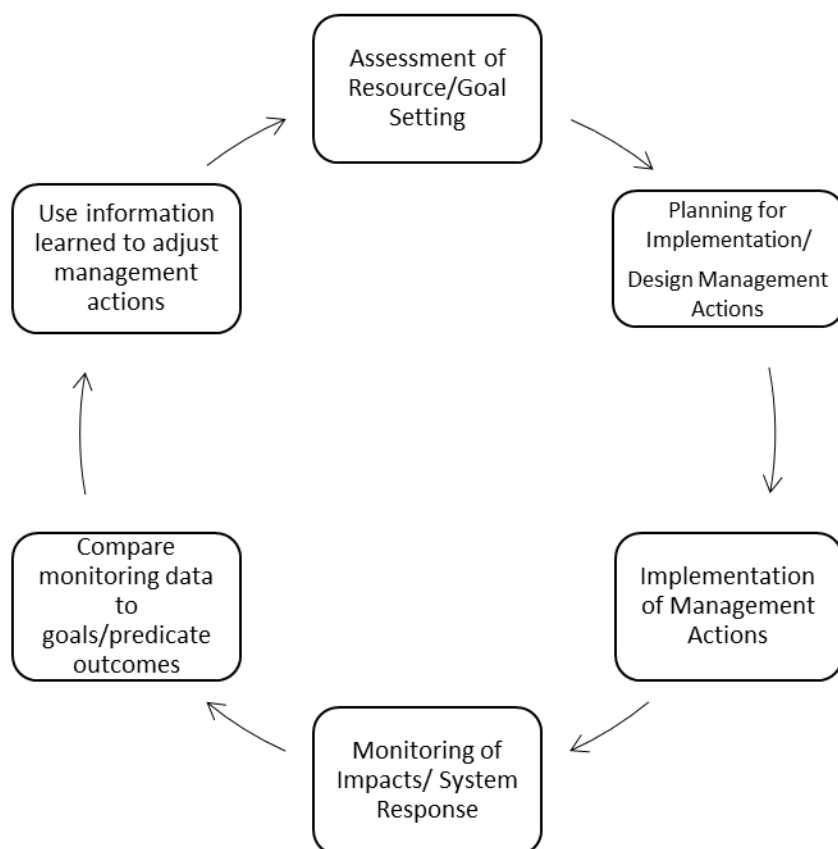 Assessment of
Resource/Goal
Setting
Planning for
Implementation/
Design Management
Actions
Implementation
of Management
Actions
Monitoring of
Impacts/ System
Response
Compare
monitoring data
to
goals/predicate
outcomes
Use information
learned to adjust
management
actions